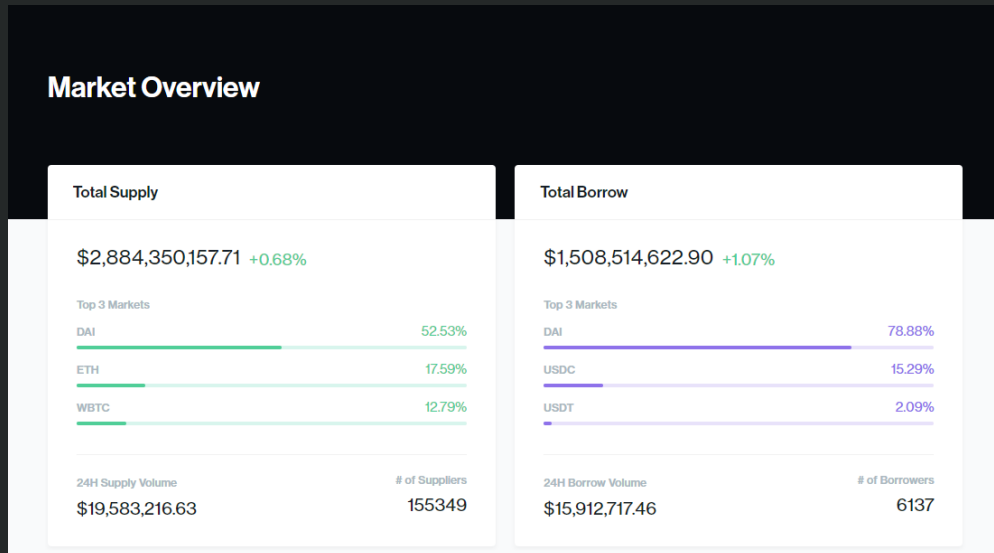 Market Overview
Total Supply
$2,884,350,157.71 +0.68%
Top 3 Markets
DAI 52.53%
ETH 17.59%
WBTC 12.79%
24H Supply Volume
$19,583,216.63
# of Suppliers
155349
Total Borrow
$1,508,514,622.90 +1.07%
Top 3 Markets
DAI 78.88%
USDC 15.29%
USDT 2.09%
24H Borrow Volume
$15,912,717.46
# of Borrowers
6137